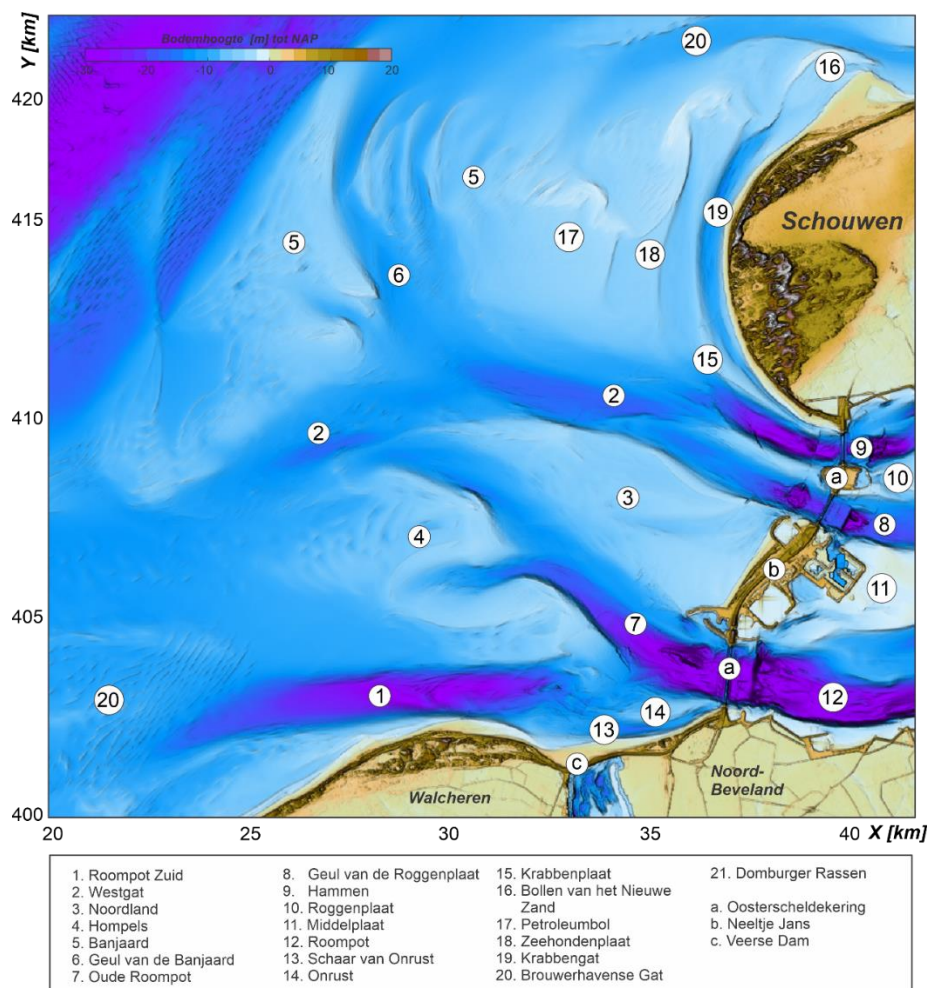 Y [km]
Bodemhoogte [m] tot NAP
-30 -20 -10 0 10 20
20
16
420
5
19
415
Schouwen
17
5
18
6
15
2
410
2
9
a
10
3
8
4
b
11
405
7
a
20
1
12
14
13
c
Noord-
Beveland
Walcheren
400
20 25 30 35 40 X [km]
1. Roompot Zuid
2. Westgat
3. Noordland
4. Hompels
5. Banjaard
6. Geul van de Banjaard
7. Oude Roompot
8. Geul van de Roggenplaat
9. Hammen
10. Roggenplaat
11. Middelplaat
12. Roompot
13. Schaar van Onrust
14. Onrust
15. Krabbenplaat
16. Bollen van het Nieuwe
Zand
17. Petroleumbol
18. Zeehondenplaat
19. Krabbengat
20. Brouwerhavense Gat
21. Domburger Rassen
a. Oosterscheldekering
b. Neeltje Jans
c. Veerse Dam